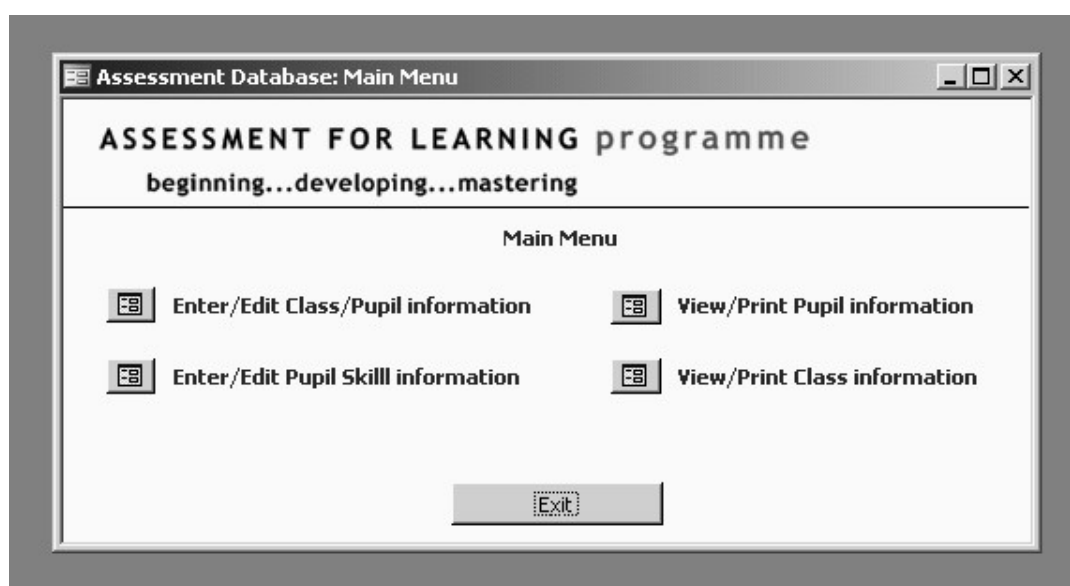 Assessment Database: Main Menu
ASSESSMENT FOR LEARNING programme
beginning...developing...mastering
Main Menu
Enter/Edit Class/Pupil information
View/Print Pupil information
Enter/Edit Pupil Skilll information
View/Print Class information
Exit